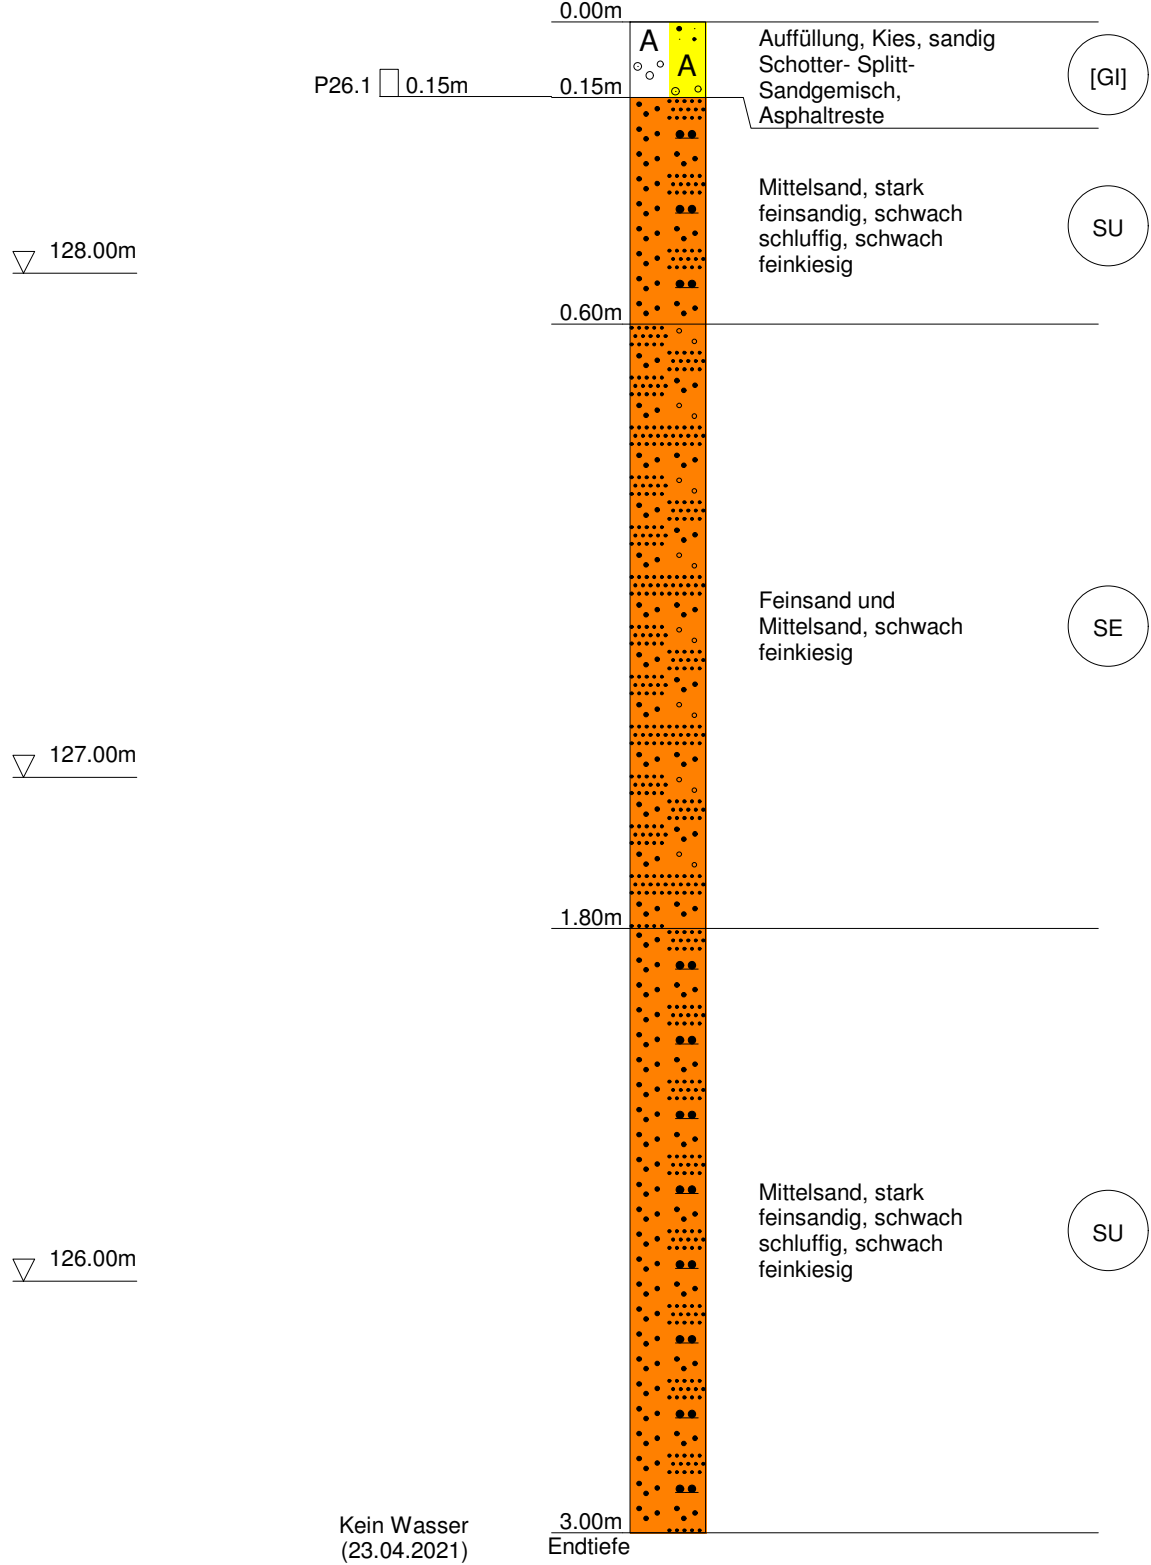 0.00m
A
A
Auffüllung, Kies, sandig
Schotter- Splitt-
Sandgemisch,
Asphaltreste
[GI]
P26.1 0.15m
0.15m
Mittelsand, stark
feinsandig, schwach
schluffig, schwach
feinkiesig
SU
128.00m
0.60m
Feinsand und
Mittelsand, schwach
feinkiesig
SE
127.00m
1.80m
Mittelsand, stark
feinsandig, schwach
schluffig, schwach
feinkiesig
SU
126.00m
3.00m
Endtiefe
Kein Wasser
(23.04.2021)